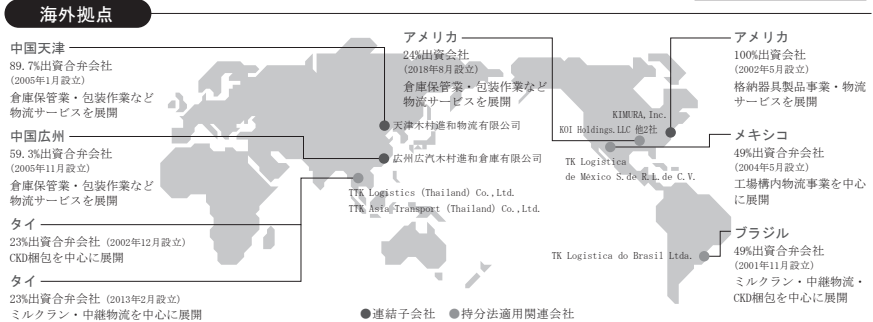 海外拠点
中国天津
89.7%出資合弁会社
(2005年1月設立)
倉庫保管業・包装作業など
物流サービスを展開
中国広州
59.3%出資合弁会社
(2005年11月設立)
倉庫保管業・包装作業など
物流サービスを展開
タイ
23%出資合弁会社 (2002年12月設立)
CKD梱包を中心に展開
タイ
23%出資合弁会社 (2013年2月設立)
ミルクラン・中継物流を中心に展開
アメリカ
24%出資会社
(2018年8月設立)
倉庫保管業・包装作業など
物流サービスを展開
天津木村進和物流有限公司
広州広汽木村進和倉庫有限公司
TTK Logistics (Thailand) Co.,Ltd.
TTK Asia Transport (Thailand) Co.,Ltd.
KIMURA,Inc.
KOI Holdings.LLC 他2社
TK Logistica
de México S.de R.L.de C.V.
TK Logistica do Brasil Ltda.
アメリカ
100%出資会社
(2002年5月設立)
格納器具製品事業・物流
サービスを展開
メキシコ
49%出資合弁会社
(2004年5月設立)
工場構内物流事業を中心
に展開
ブラジル
49%出資合弁会社
(2001年11月設立)
ミルクラン・中継物流・
CKD梱包を中心に展開
●連結子会社 ●持分法適用関連会社